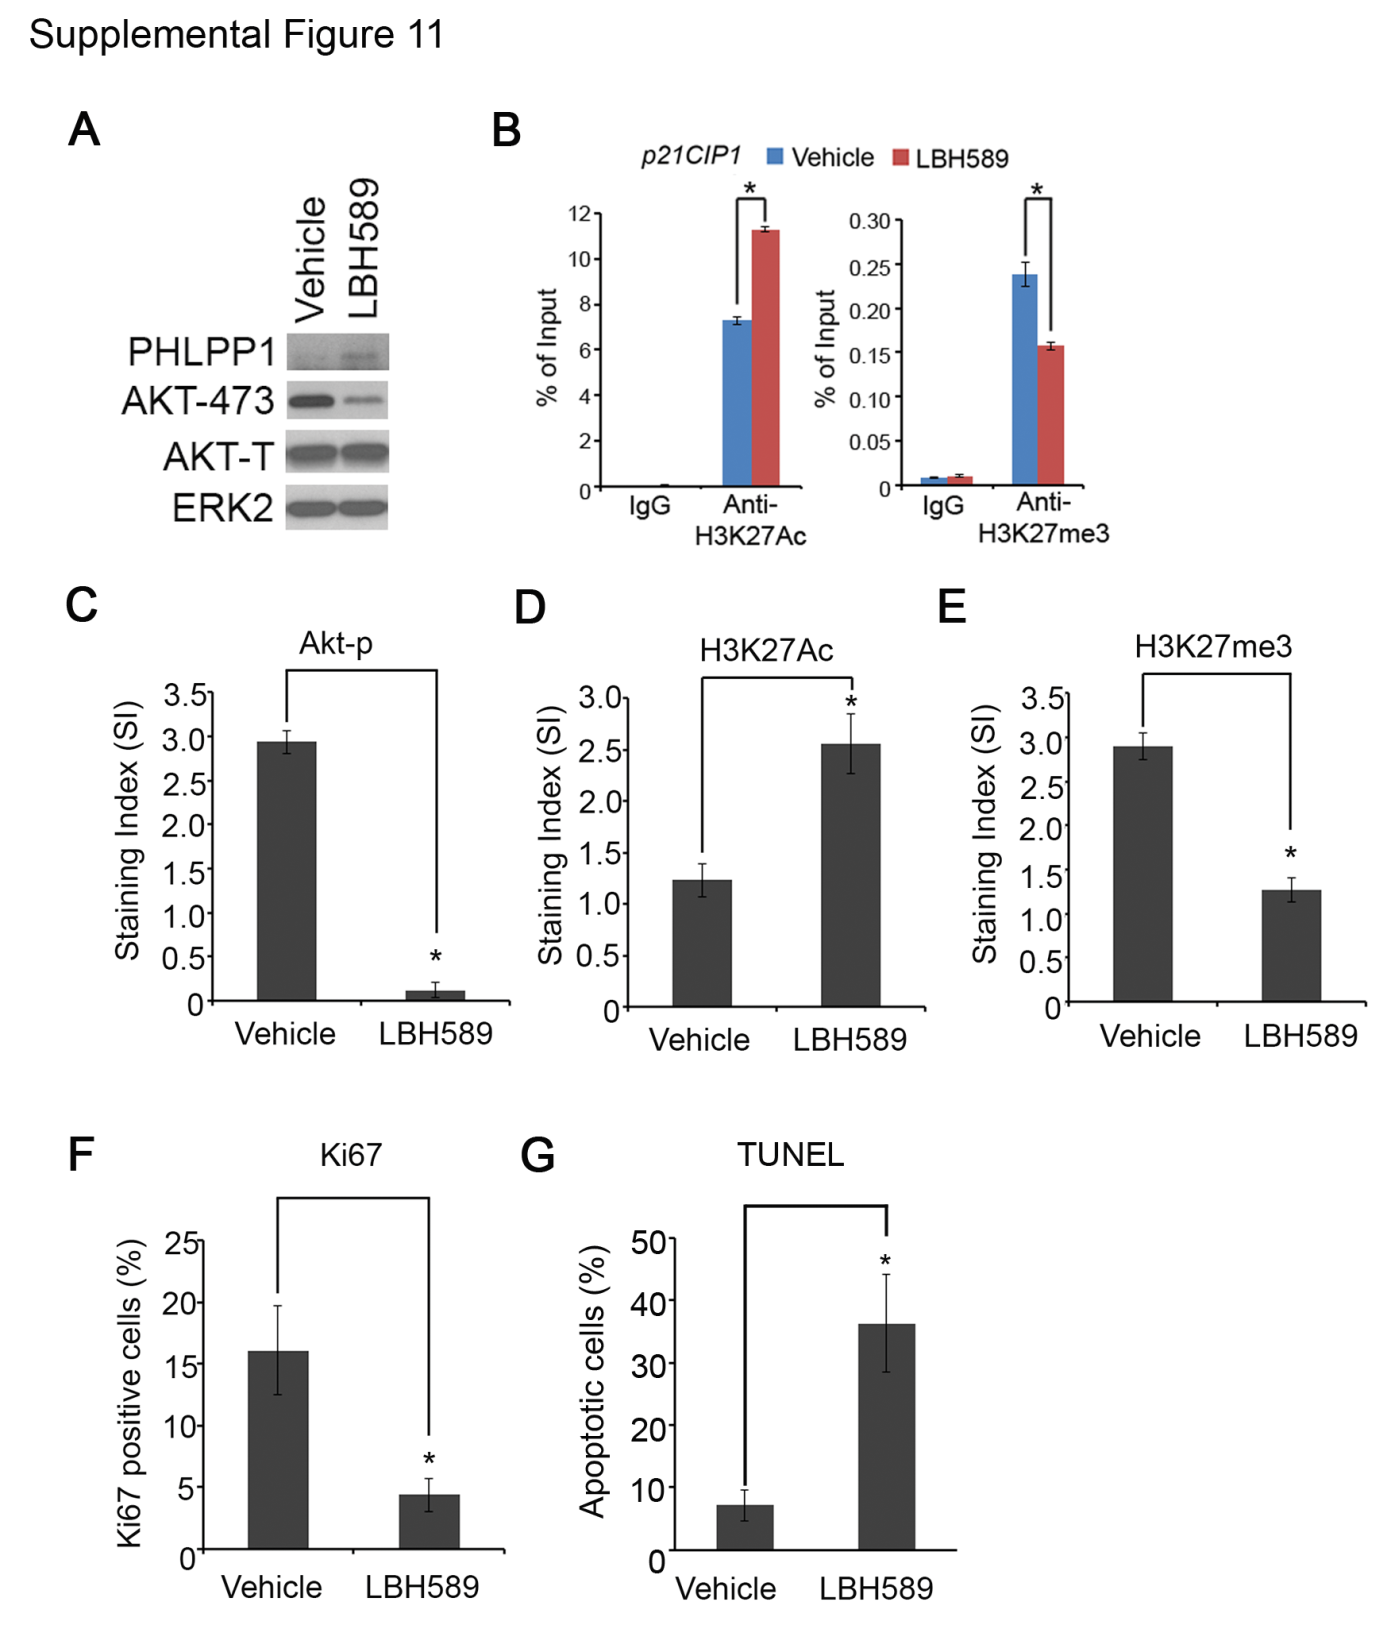 Supplemental Figure 11
A
Vehicle
LBH589
PHLPP1
AKT-473
AKT-T
ERK2
B
p21CIP1 Vehicle LBH589
*
% of Input
12
10
8
6
4
2
0
IgG
Anti-
H3K27Ac
*
% of Input
0.30
0.25
0.20
0.15
0.10
0.05
0
IgG
Anti-
H3K27me3
C
Akt-p
Staining Index (SI)
3.5
3.0
2.5
2.0
1.5
1.0
0.5
0
*
Vehicle LBH589
D
H3K27Ac
Staining Index (SI)
3.0
2.5
2.0
1.5
1.0
0.5
0
*
Vehicle LBH589
E
H3K27me3
Staining Index (SI)
3.5
3.0
2.5
2.0
1.5
1.0
0.5
0
*
Vehicle LBH589
F
Ki67
Ki67 positive cells (%)
25
20
15
10
5
0
*
Vehicle LBH589
G
TUNEL
Apoptotic cells (%)
50
40
30
20
10
0
*
Vehicle LBH589